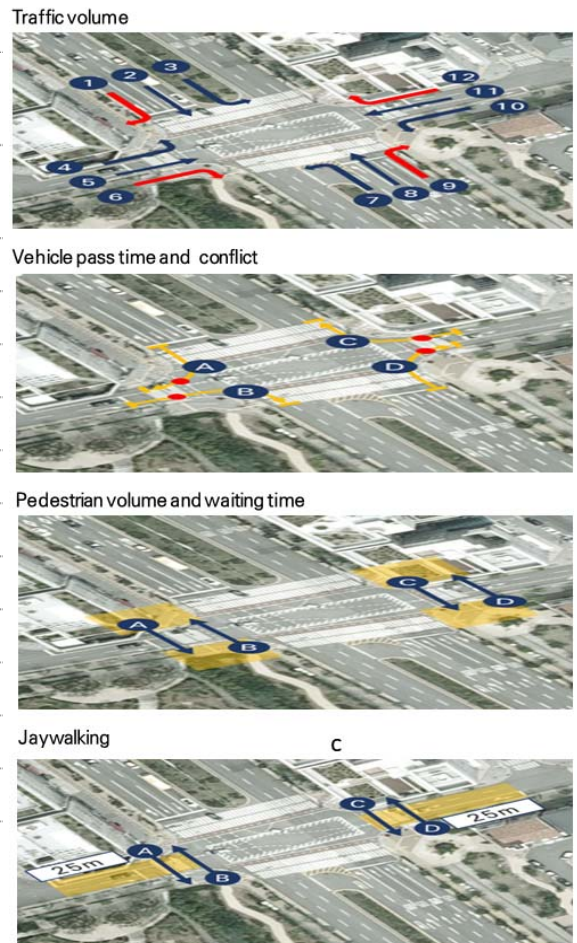 Traffic volume
1
2
3
12
11
10
4
5
6
7
8
9
Vehicle pass time and conflict
C
A
D
B
Pedestrian volume and waiting time
C
D
A
B
Jaywalking
C
C
D
25m
A
25m
B